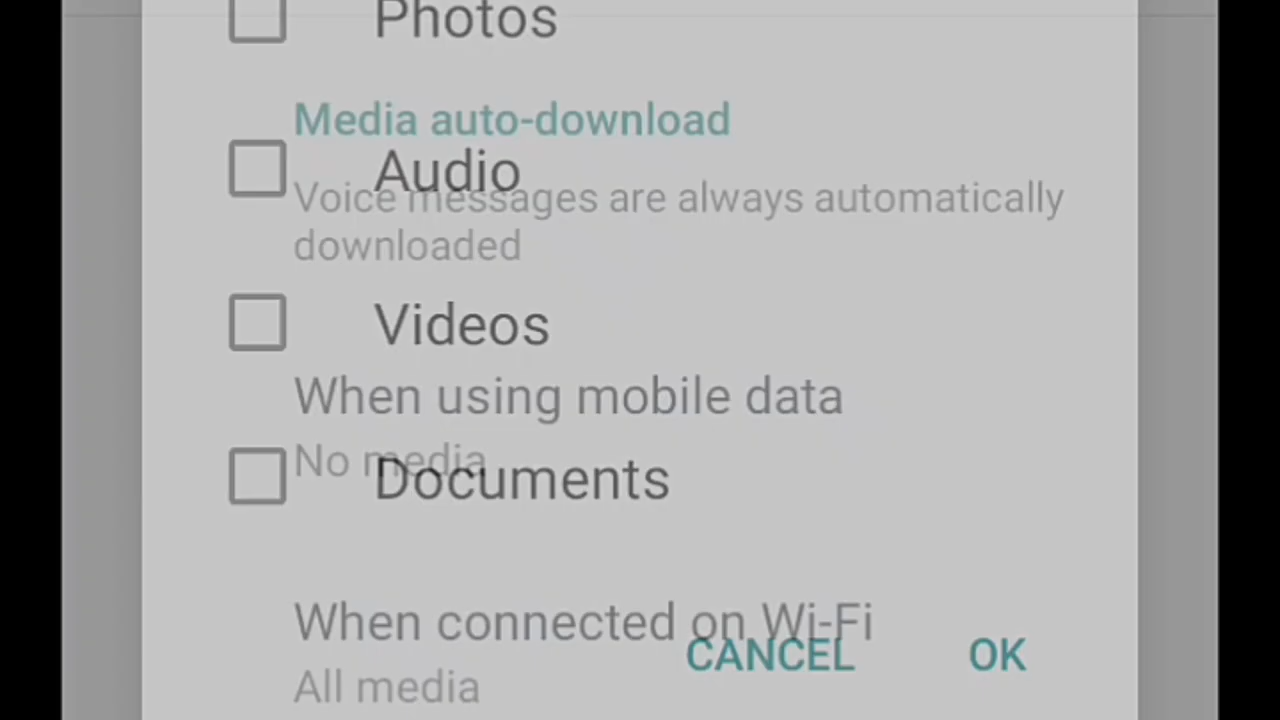 Photos
Media auto-download
Audio
Voice messages are always automatically
downloaded
Videos
When using mobile data
No media
Documents
When connected on Wi-Fi
CANCEL OK
All media